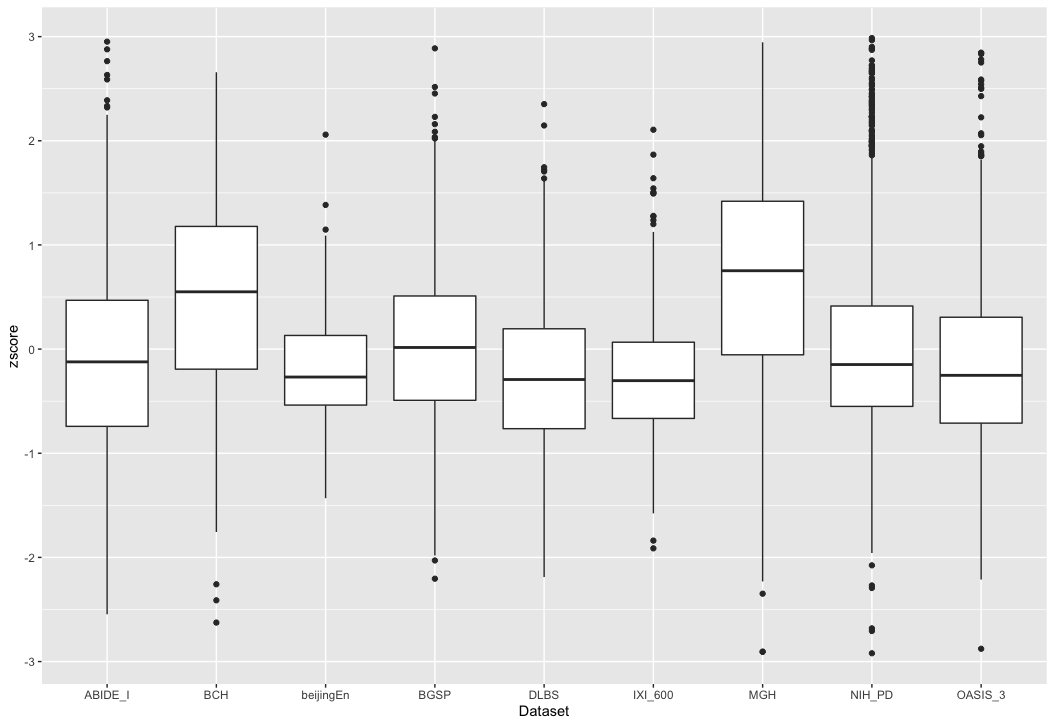 zscore
3
2
1
0
-1
-2
-3
ABIDE_I BCH beijingEn BGSP DLBS IXI_600 MGH NIH_PD OASIS_3
Dataset